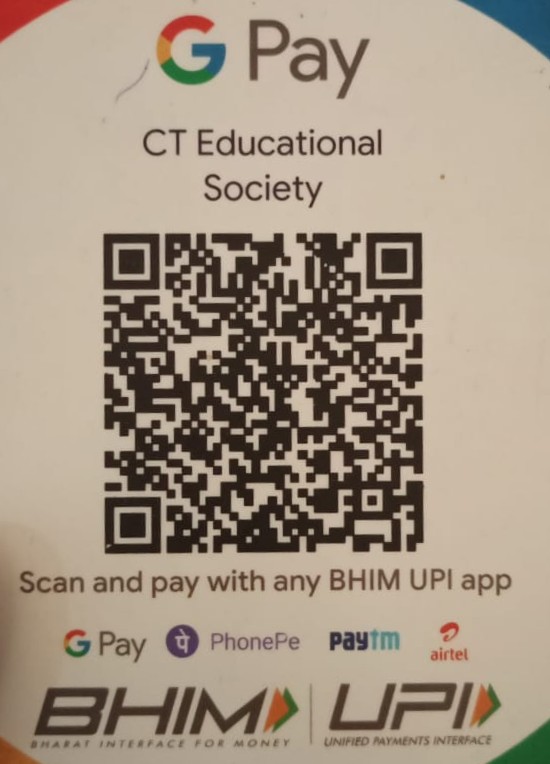 G Pay
CT Educational
Society
Scan and pay with any BHIM UPI app
G Pay पे PhonePe paytm airtel
BHIM UPI
BHARAT INTERFACE FOR MONEY UNIFIED PAYMENTS INTERFACE